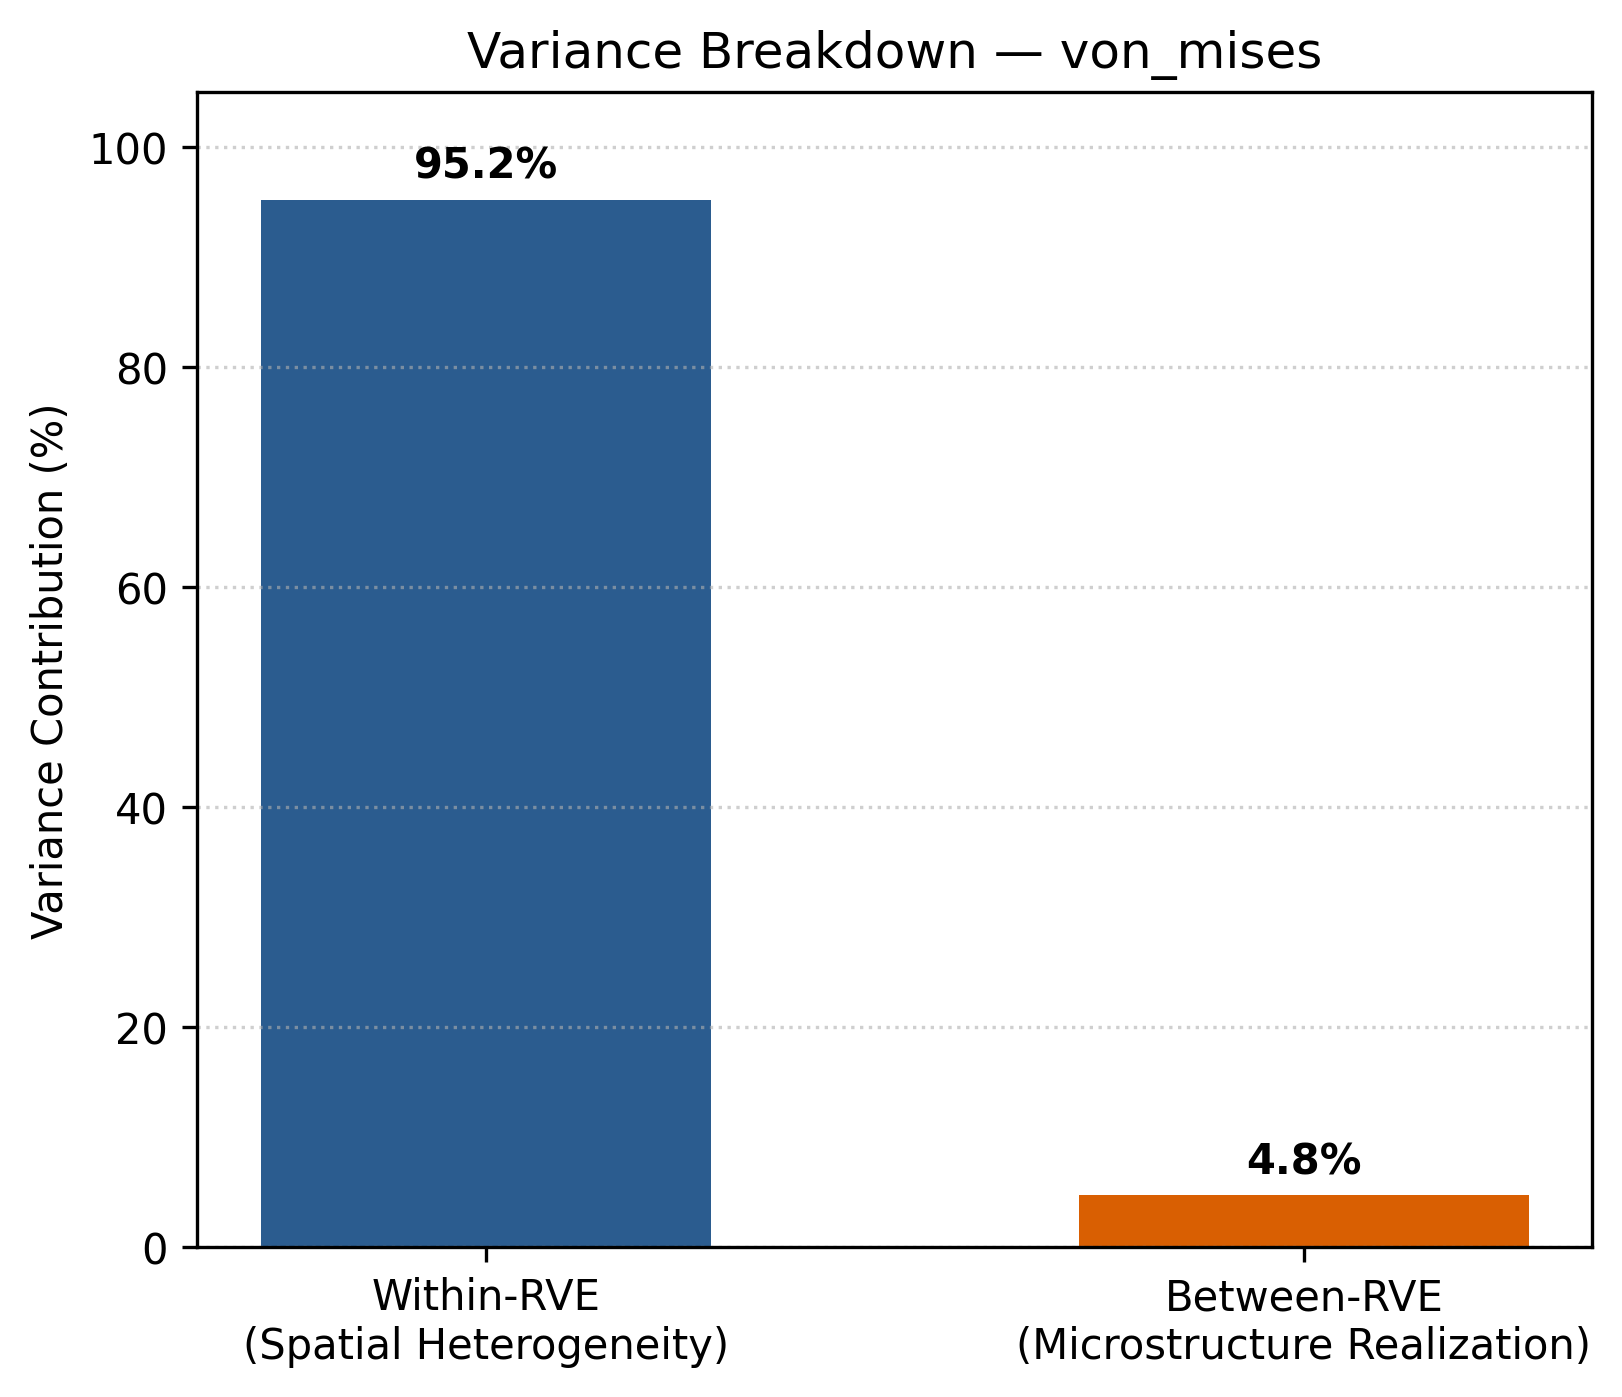 Variance Breakdown — von_mises
Variance Contribution (%)
100
80
60
40
20
0
95.2%
4.8%
Within-RVE
(Spatial Heterogeneity)
Between-RVE
(Microstructure Realization)